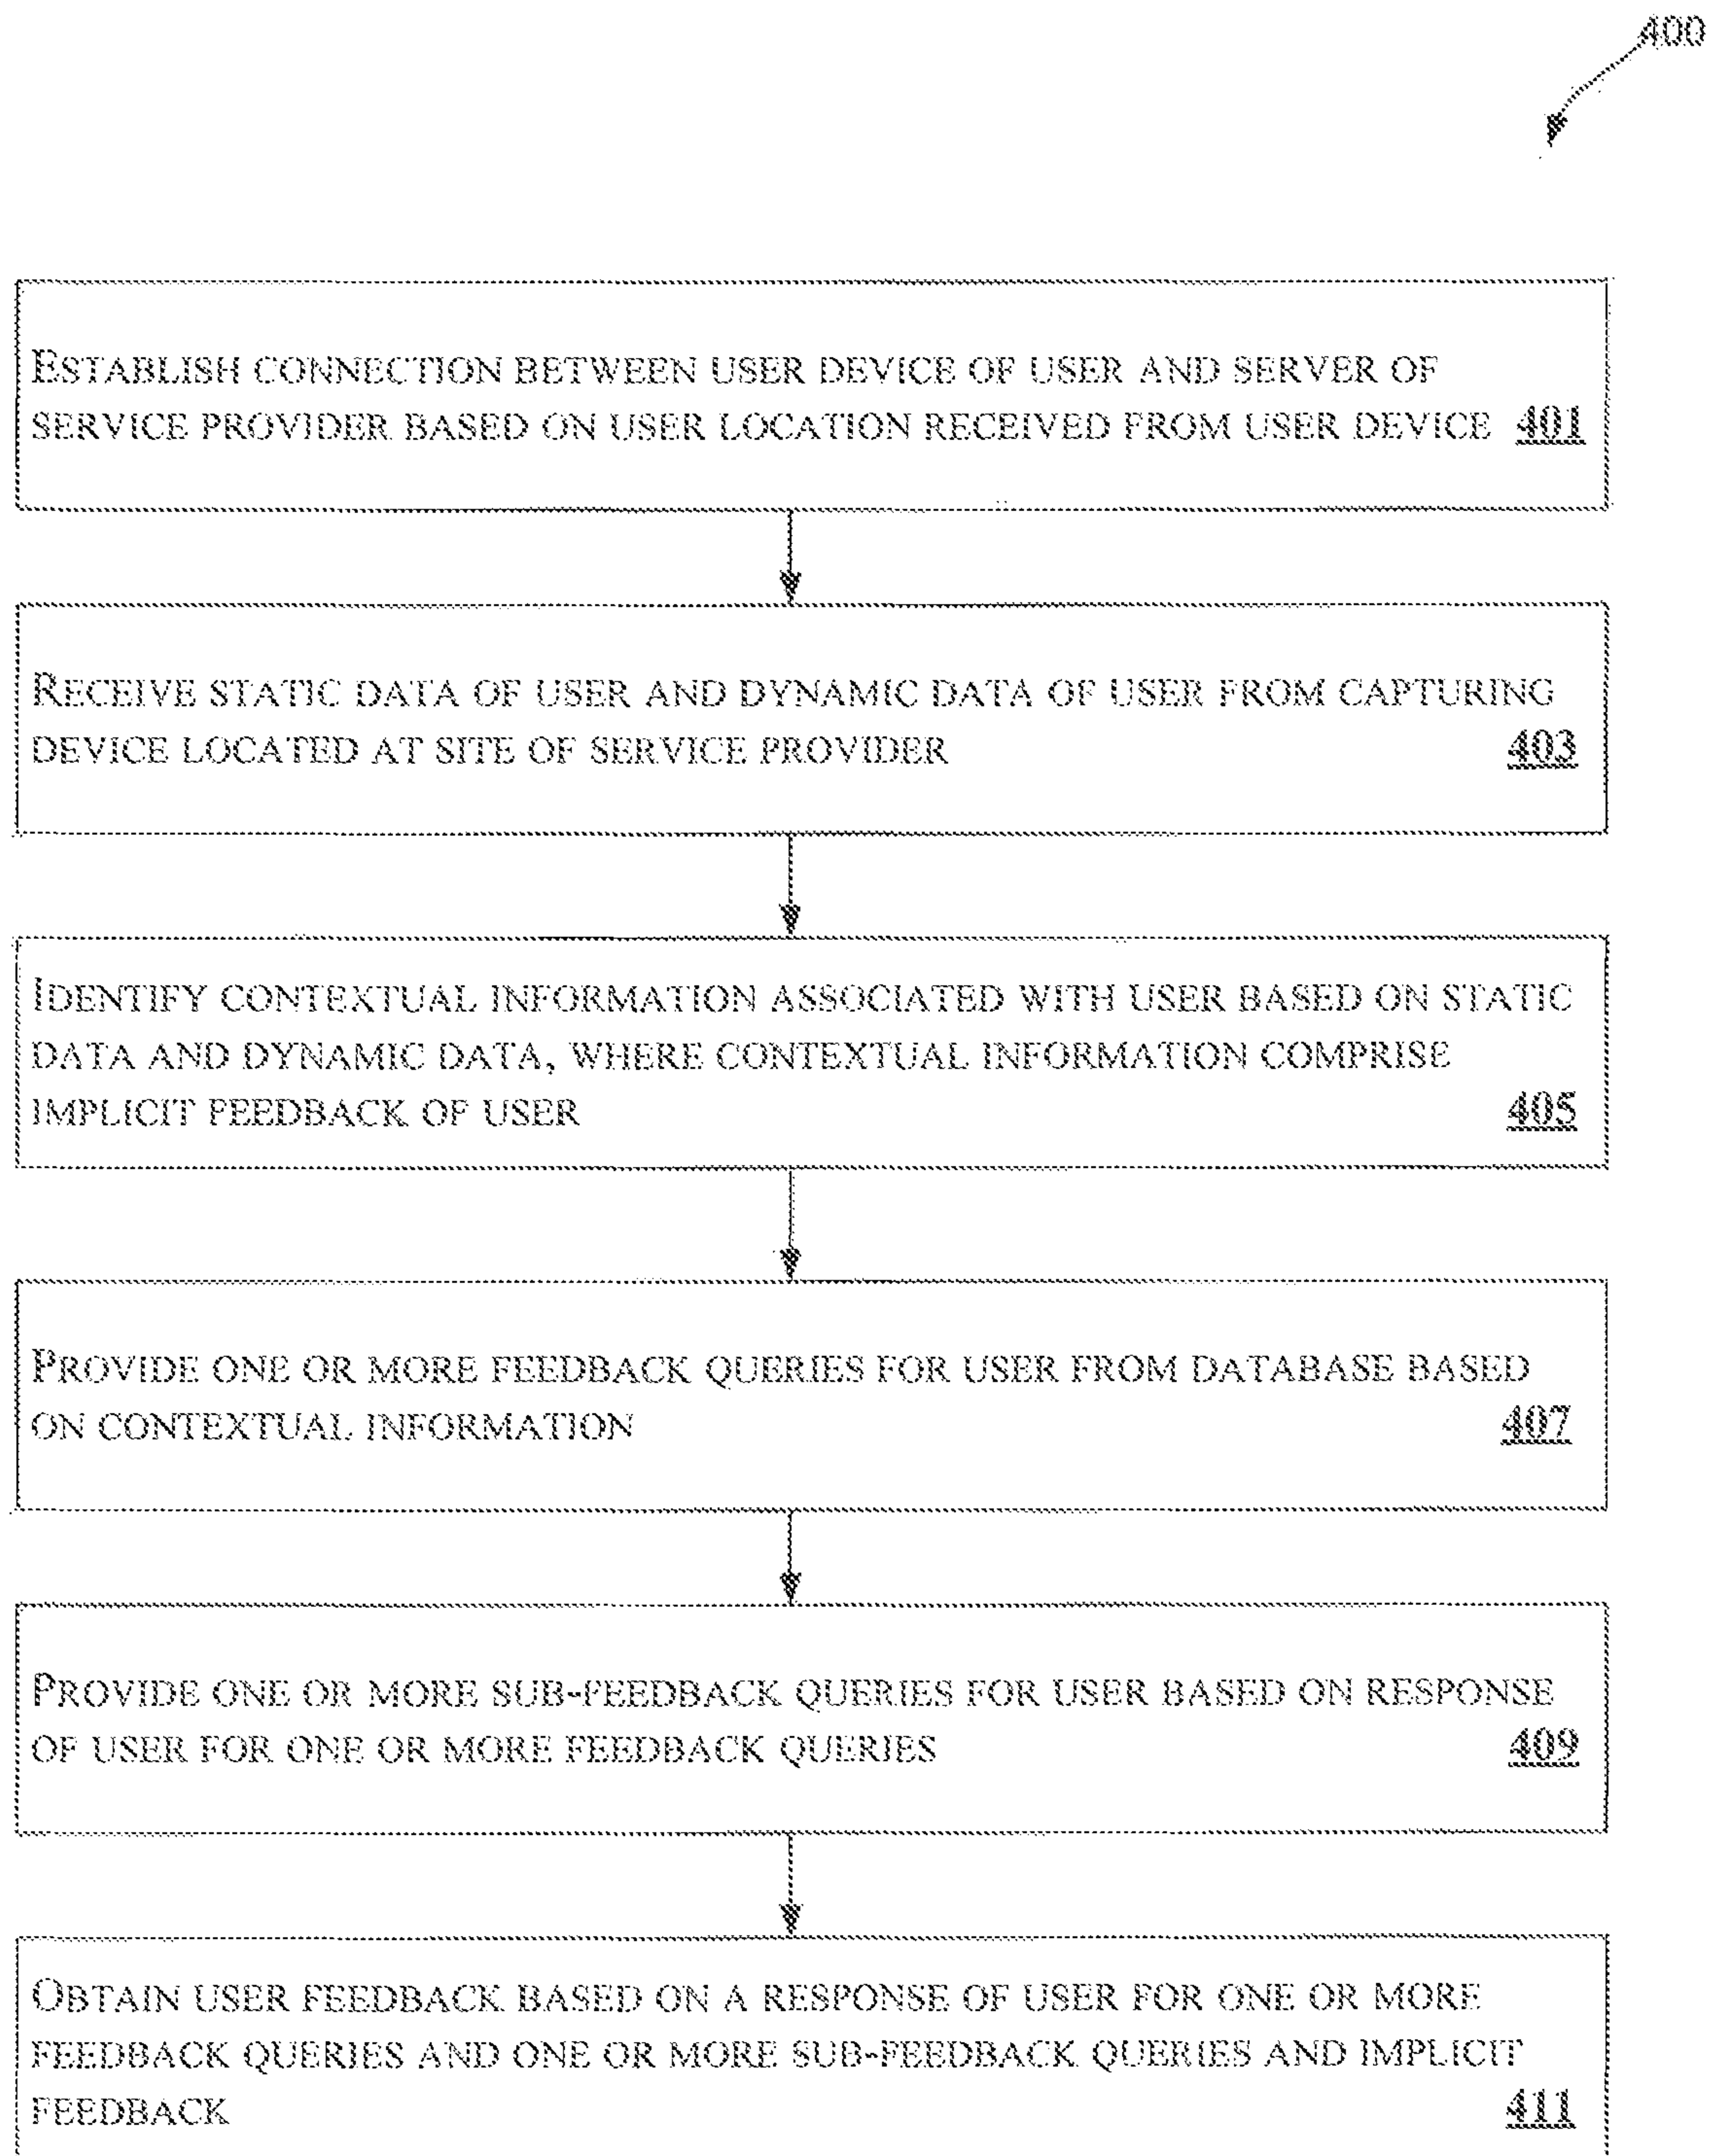 400
ESTABLISH CONNECTION BETWEEN USER DEVICE OF USER AND SERVER OF
SERVICE PROVIDER BASED ON USER LOCATION RECEIVED FROM USER DEVICE 401
RECEIVE STATIC DATA OF USER AND DYNAMIC DATA OF USER FROM CAPTURING
DEVICE LOCATED AT SITE OF SERVICE PROVIDER 403
IDENTIFY CONTEXTUAL INFORMATION ASSOCIATED WITH USER BASED ON STATIC
DATA AND DYNAMIC DATA, WHERE CONTEXTUAL INFORMATION COMPRISE
IMPLICIT FEEDBACK OF USER 405
PROVIDE ONE OR MORE FEEDBACK QUERIES FOR USER FROM DATABASE BASED
ON CONTEXTUAL INFORMATION 407
PROVIDE ONE OR MORE SUB-FEEDBACK QUERIES FOR USER BASED ON RESPONSE
OF USER FOR ONE OR MORE FEEDBACK QUERIES 409
OBTAIN USER FEEDBACK BASED ON A RESPONSE OF USER FOR ONE OR MORE
FEEDBACK QUERIES AND ONE OR MORE SUB-FEEDBACK QUERIES AND IMPLICIT
FEEDBACK 411